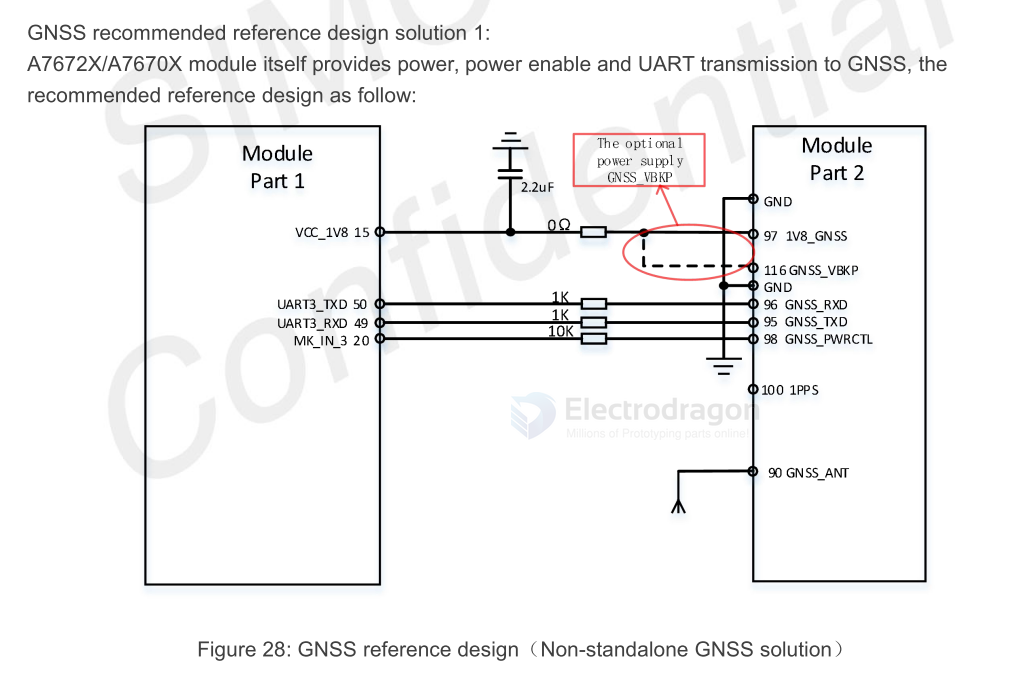 GNSS recommended reference design solution 1:
A7672X/A7670X module itself provides power, power enable and UART transmission to GNSS, the
recommended reference design as follow:
Module
Part 1
The optional
power supply
GNSS_VBKP
Module
Part 2
2.2uF
GND
VCC_1V8 15
0Ω
97 1V8_GNSS
116 GNSS_VBKP
GND
UART3_TXD 50
1K
96 GNSS_RXD
UART3_RXD 49
1K
95 GNSS_TXD
MK_IN_3 20
10K
98 GNSS_PWRCTL
100 1PPS
Electrodragon
Millions of Prototyping parts online!
90 GNSS_ANT
Confidential
Figure 28: GNSS reference design（Non-standalone GNSS solution）